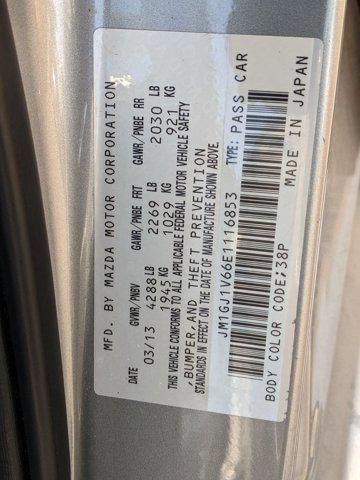 MFD. BY MAZDA MOTOR CORPORATION
DATE GVWR/PNBV GAWR/PNBE FRT GAWR/PNBE RR
03/13 4288 LB 2269 LB 2030 LB
1945 KG 1029 KG 921 KG
THIS VEHICLE CONFORMS TO ALL APPLICABLE FEDERAL MOTOR VEHICLE SAFETY
,BUMPER,AND THEFT PREVENTION
STANDARDS IN EFFECT ON THE DATE OF MANUFACTURE SHOWN ABOVE.
JM1GJ1V66E1116853 TYPE: PASS CAR
BODY COLOR CODE;38P MADE IN JAPAN